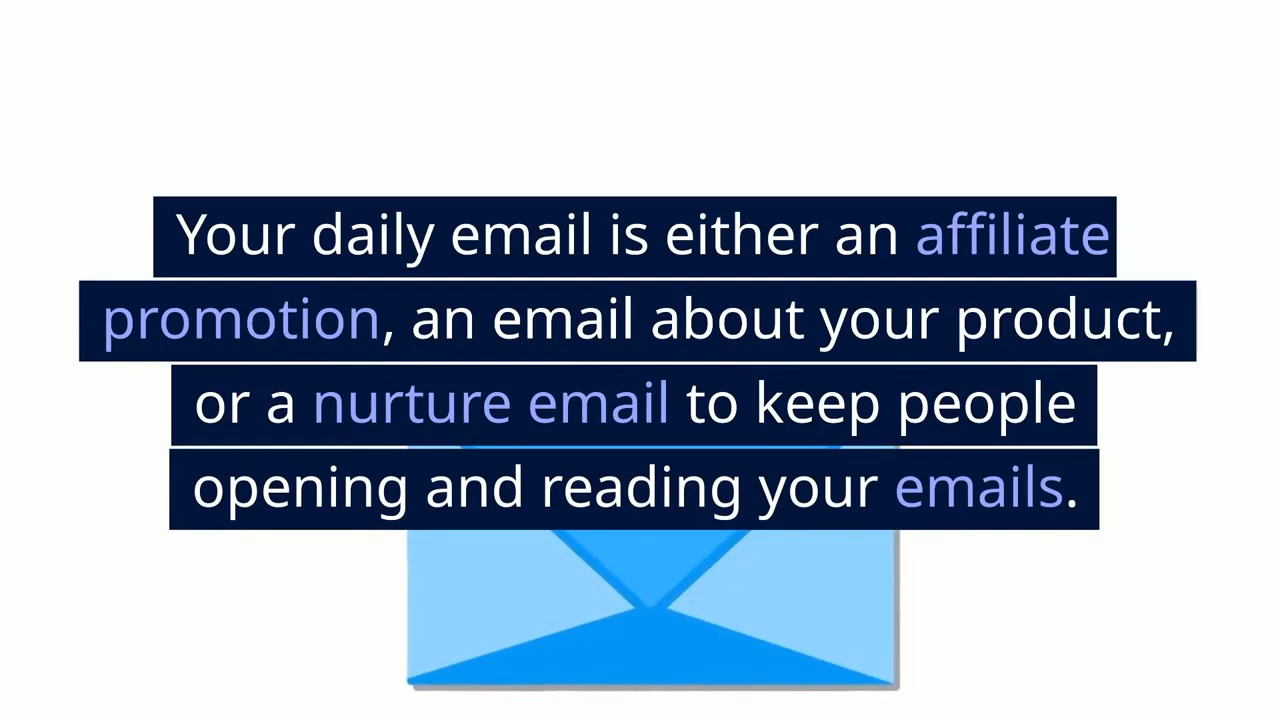 Your daily email is either an affiliate
promotion, an email about your product,
or a nurture email to keep people
opening and reading your emails.